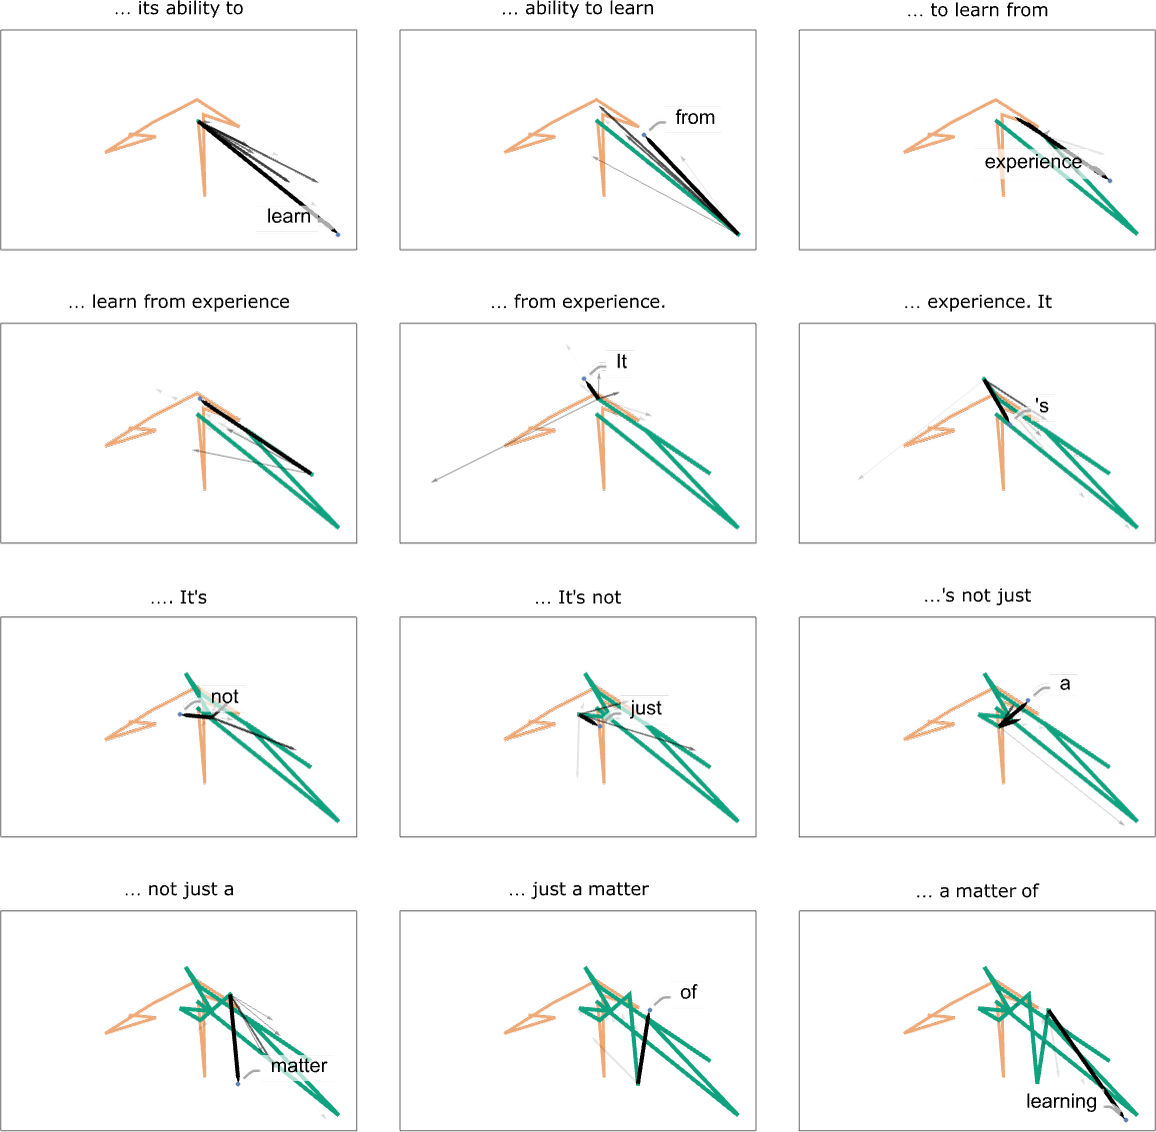 ... its ability to
... ability to learn
... to learn from
learn
from
experience
... learn from experience
... from experience.
... experience. It
It
's
.... It's
... It's not
...'s not just
not
just
a
... not just a
... just a matter
... a matter of
matter
of
learning